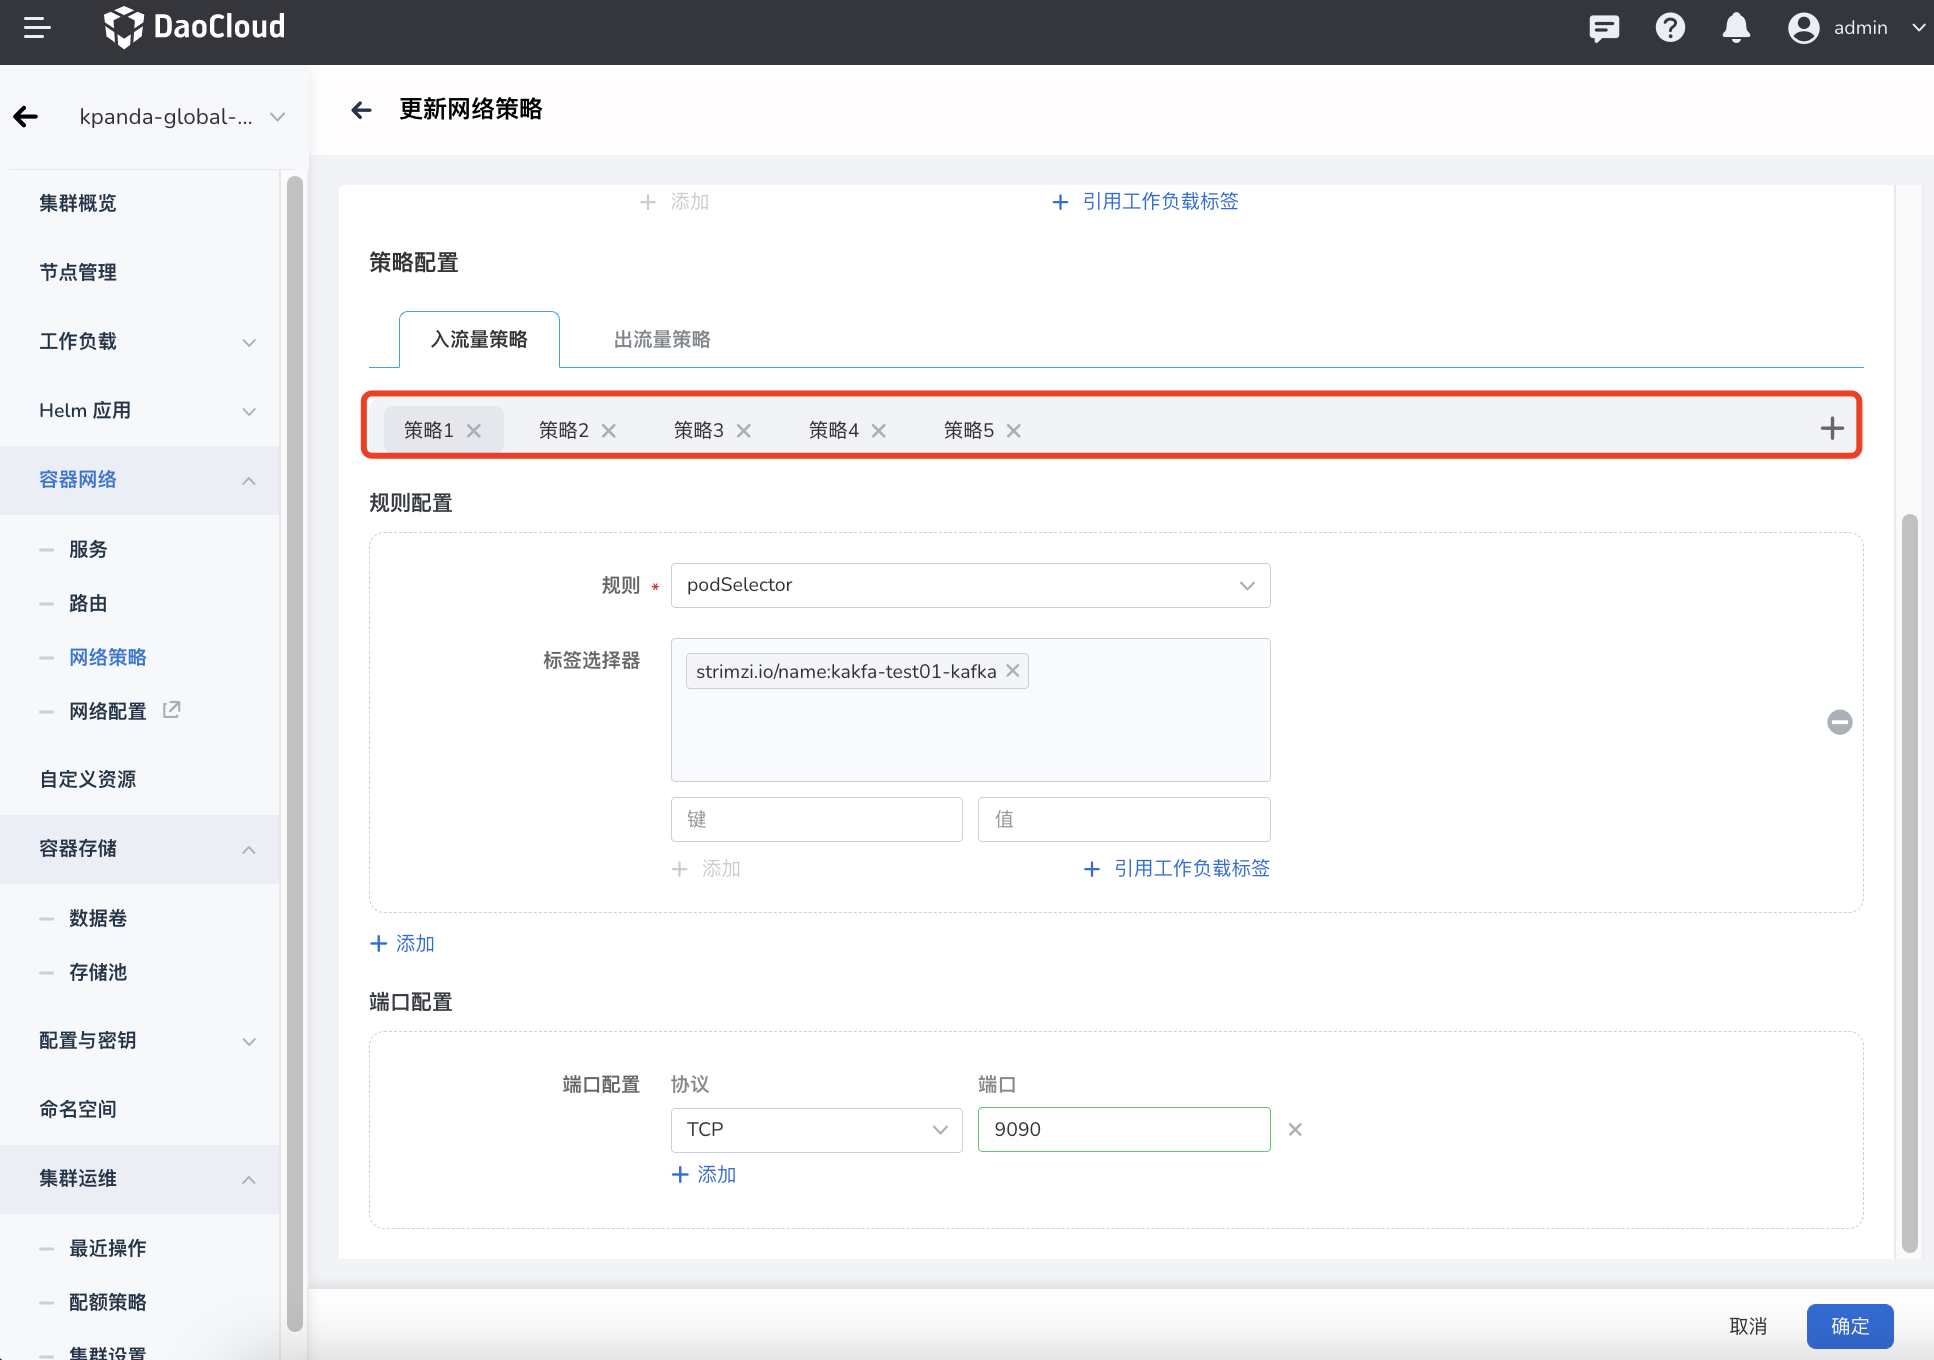 DaoCloud
admin
kpanda-global-...
更新网络策略
集群概览
节点管理
工作负载
Helm 应用
容器网络
服务
路由
网络策略
网络配置
自定义资源
容器存储
数据卷
存储池
配置与密钥
命名空间
集群运维
最近操作
配额策略
集群设置
添加 引用工作负载标签
策略配置
入流量策略 出流量策略
策略1 策略2 策略3 策略4 策略5
规则配置
规则 * podSelector
标签选择器 strimzi.io/name:kakfa-test01-kafka
键 值
添加 引用工作负载标签
添加
端口配置
端口配置 协议 端口
TCP 9090
添加
取消 确定